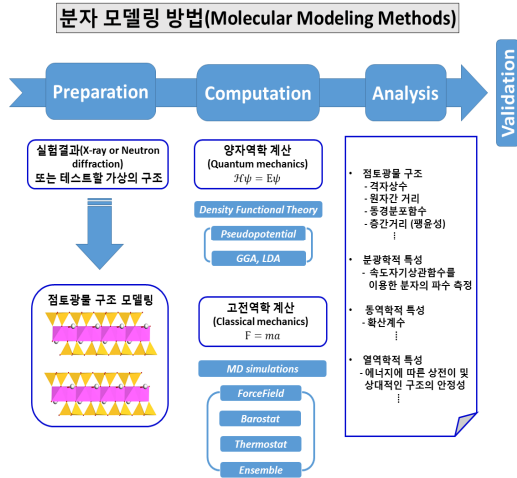 분자 모델링 방법(Molecular Modeling Methods)
Preparation
Computation
Analysis
Validation
실험결과(X-ray or Neutron
diffraction)
또는 테스트할 가상의 구조
점토광물 구조 모델링
양자역학 계산
(Quantum mechanics)
ℋψ = Eψ
Density Functional Theory
Pseudopotential
GGA, LDA
고전역학 계산
(Classical mechanics)
F = ma
MD simulations
ForceField
Barostat
Thermostat
Ensemble
• 점토광물 구조
- 격자상수
- 원자간 거리
- 동경분포함수
- 층간거리 (팽윤성)
⋮
• 분광학적 특성
- 속도자기상관함수를
이용한 분자의 파수 측정
• 동역학적 특성
- 확산계수
⋮
• 열역학적 특성
- 에너지에 따른 상전이 및
상대적인 구조의 안정성
⋮